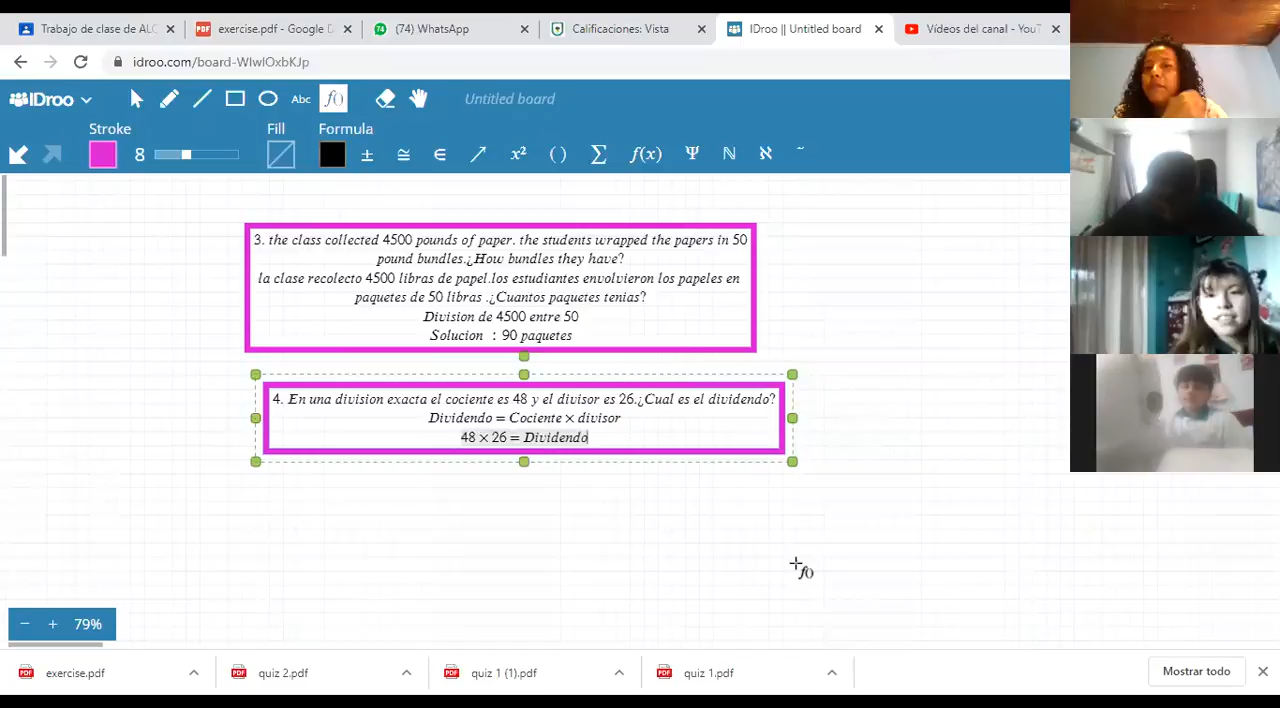 Trabajo de clase de ALG
exercise.pdf - Google D
(74) WhatsApp
Calificaciones: Vista
IDroo || Untitled board
Vídeos del canal - YouT
idroo.com/board-WIwIOxbKJp
IDroo
Abc
f()
Untitled board
Stroke
Fill
Formula
8
± ≅ ∈ x² ( ) ∑ f(x) Ψ ℕ ℵ
3. the class collected 4500 pounds of paper. the students wrapped the papers in 50
pound bundles.¿How bundles they have?
la clase recolecto 4500 libras de papel.los estudiantes envolvieron los papeles en
paquetes de 50 libras .¿Cuantos paquetes tenias?
Division de 4500 entre 50
Solucion : 90 paquetes
4. En una division exacta el cociente es 48 y el divisor es 26.¿Cual es el dividendo?
Dividendo = Cociente × divisor
48 × 26 = Dividendo
f()
− + 79%
exercise.pdf
quiz 2.pdf
quiz 1 (1).pdf
quiz 1.pdf
Mostrar todo